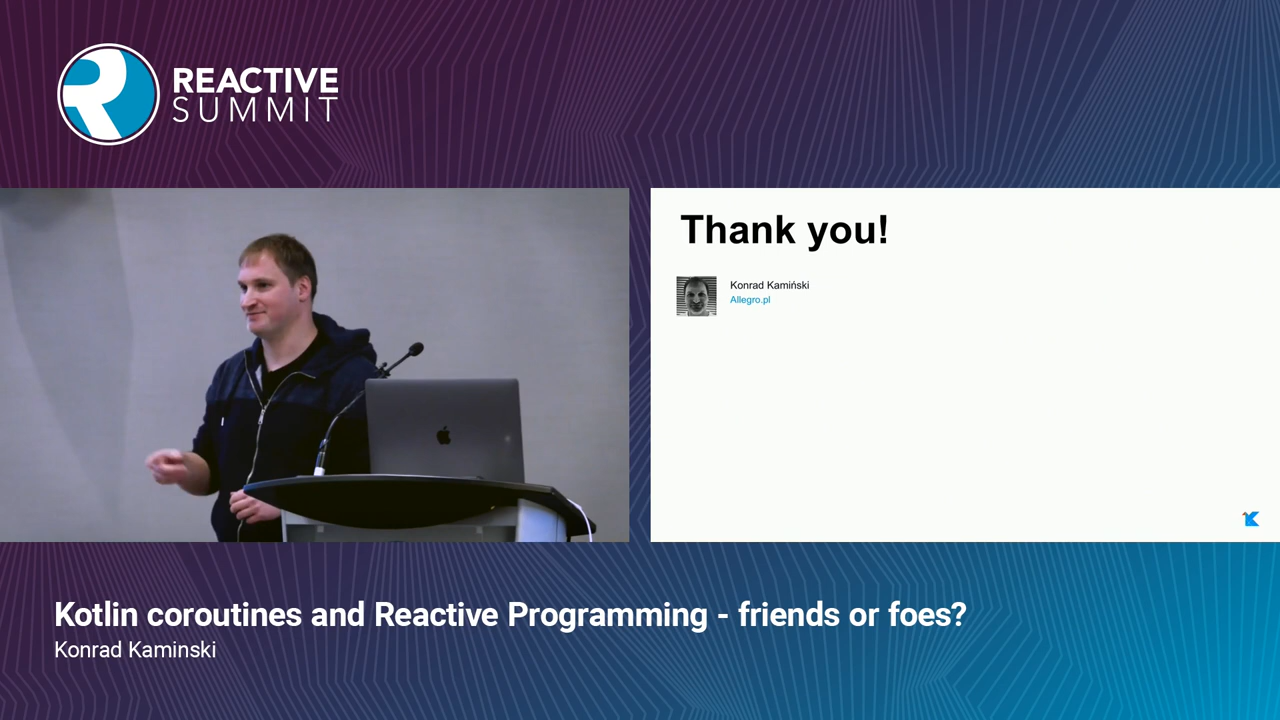 REACTIVE
SUMMIT
Thank you!
Konrad Kamiński
Allegro.pl
Kotlin coroutines and Reactive Programming - friends or foes?
Konrad Kaminski